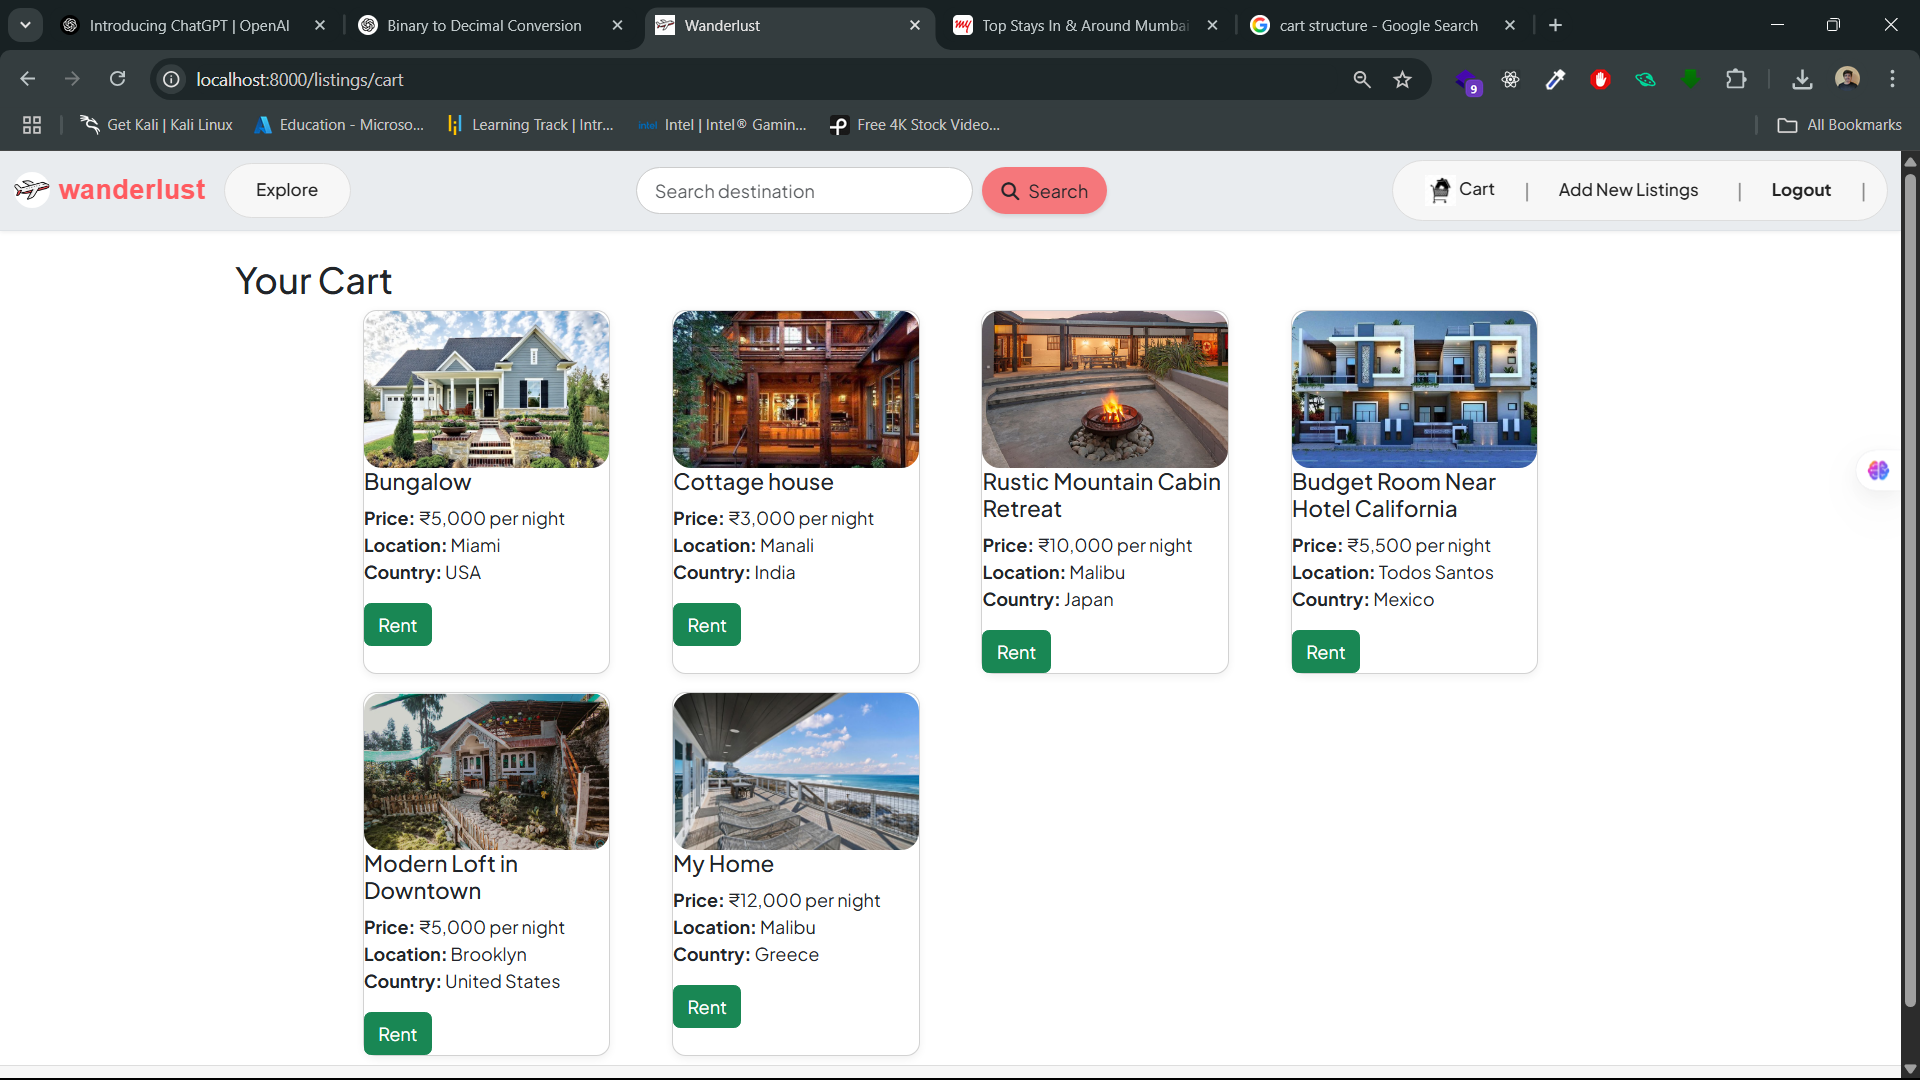 Introducing ChatGPT | OpenAI
Binary to Decimal Conversion
Wanderlust
my
Top Stays In & Around Mumbai
cart structure - Google Search
localhost:8000/listings/cart
9
Get Kali | Kali Linux
Education - Microso...
Learning Track | Intr...
intel
Intel | Intel® Gamin...
Free 4K Stock Video...
All Bookmarks
wanderlust
Explore
Search destination
Search
Cart
|
Add New Listings
|
Logout
|
Your Cart
Bungalow
Price: ₹5,000 per night
Location: Miami
Country: USA
Rent
Cottage house
Price: ₹3,000 per night
Location: Manali
Country: India
Rent
Rustic Mountain Cabin
Retreat
Price: ₹10,000 per night
Location: Malibu
Country: Japan
Rent
Budget Room Near
Hotel California
Price: ₹5,500 per night
Location: Todos Santos
Country: Mexico
Rent
Modern Loft in
Downtown
Price: ₹5,000 per night
Location: Brooklyn
Country: United States
Rent
My Home
Price: ₹12,000 per night
Location: Malibu
Country: Greece
Rent